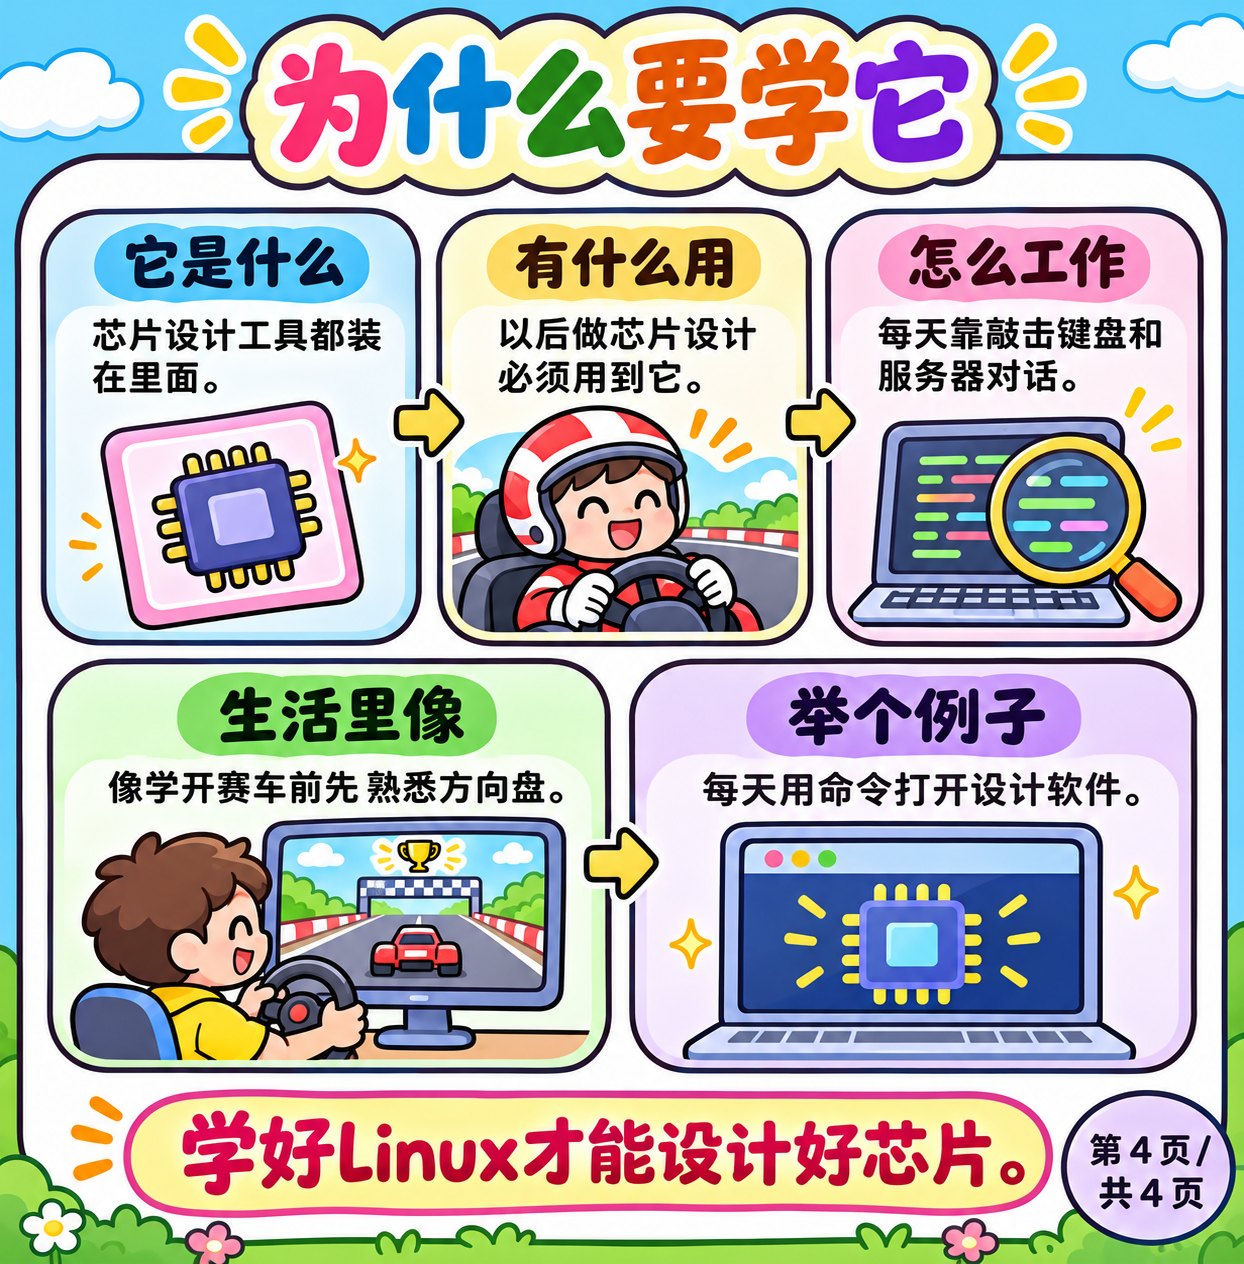 为什么要学它
它是什么
芯片设计工具都装
在里面。
有什么用
以后做芯片设计
必须用到它。
怎么工作
每天靠敲击键盘和
服务器对话。
生活里像
像学开赛车前先熟悉方向盘。
举个例子
每天用命令打开设计软件。
学好Linux才能设计好芯片。
第4页/
共4页